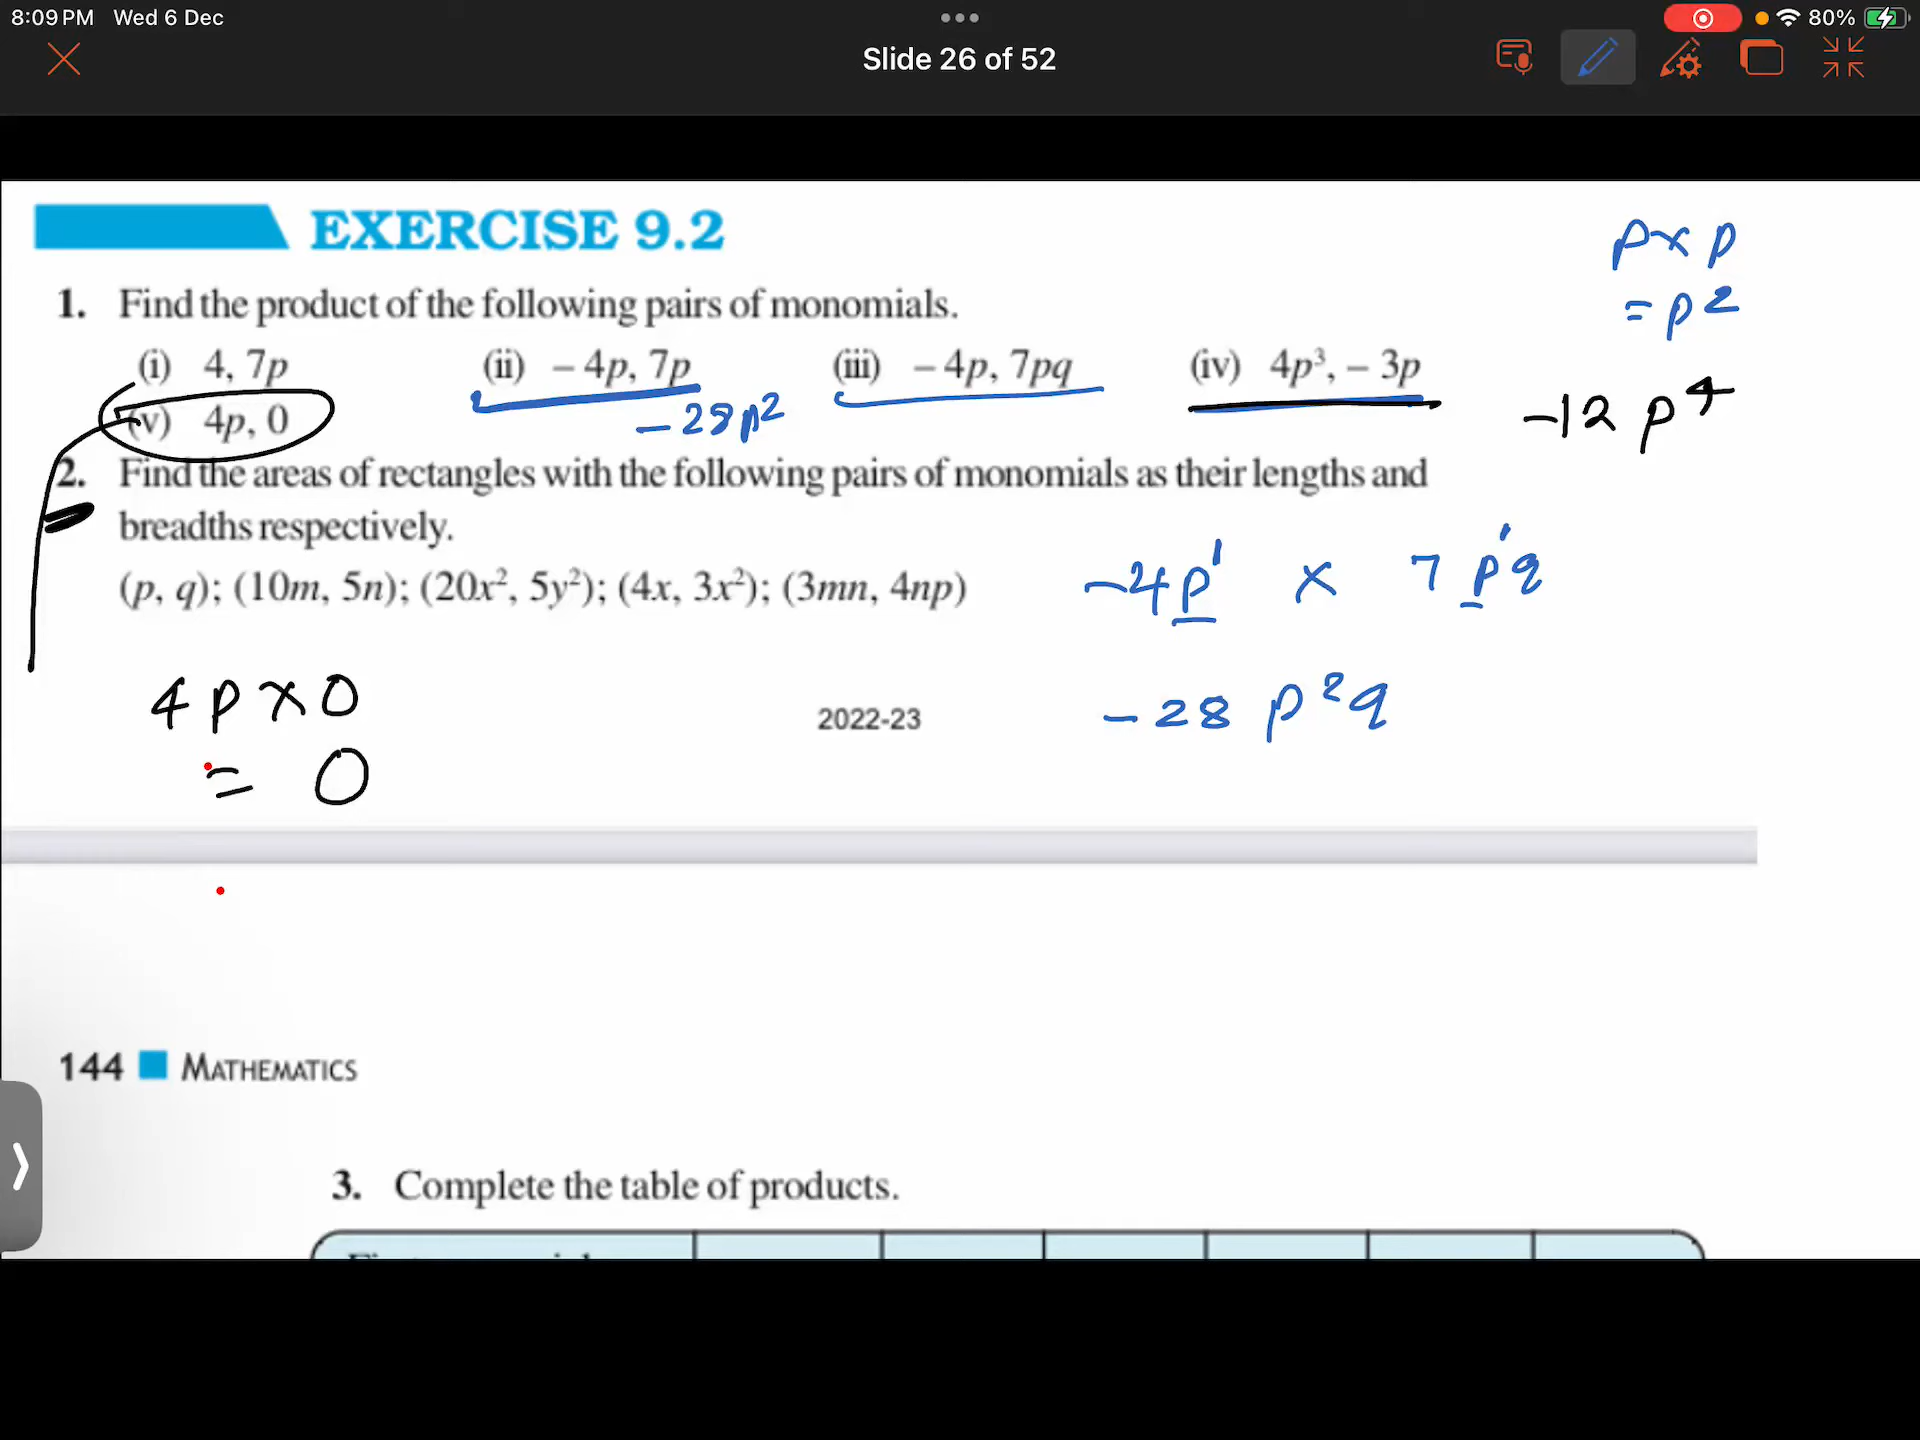 8:09 PM Wed 6 Dec
80%
Slide 26 of 52
EXERCISE 9.2
p × p
= p²
1. Find the product of the following pairs of monomials.
(i) 4, 7p (ii) – 4p, 7p (iii) – 4p, 7pq (iv) 4p³, – 3p
(v) 4p, 0
-28p²
-12 p⁴
2. Find the areas of rectangles with the following pairs of monomials as their lengths and
breadths respectively.
(p, q); (10m, 5n); (20x², 5y²); (4x, 3x²); (3mn, 4np)
-4p¹ × 7 p¹q
4 p × 0
= 0
2022-23
-28 p²q
144 MATHEMATICS
3. Complete the table of products.